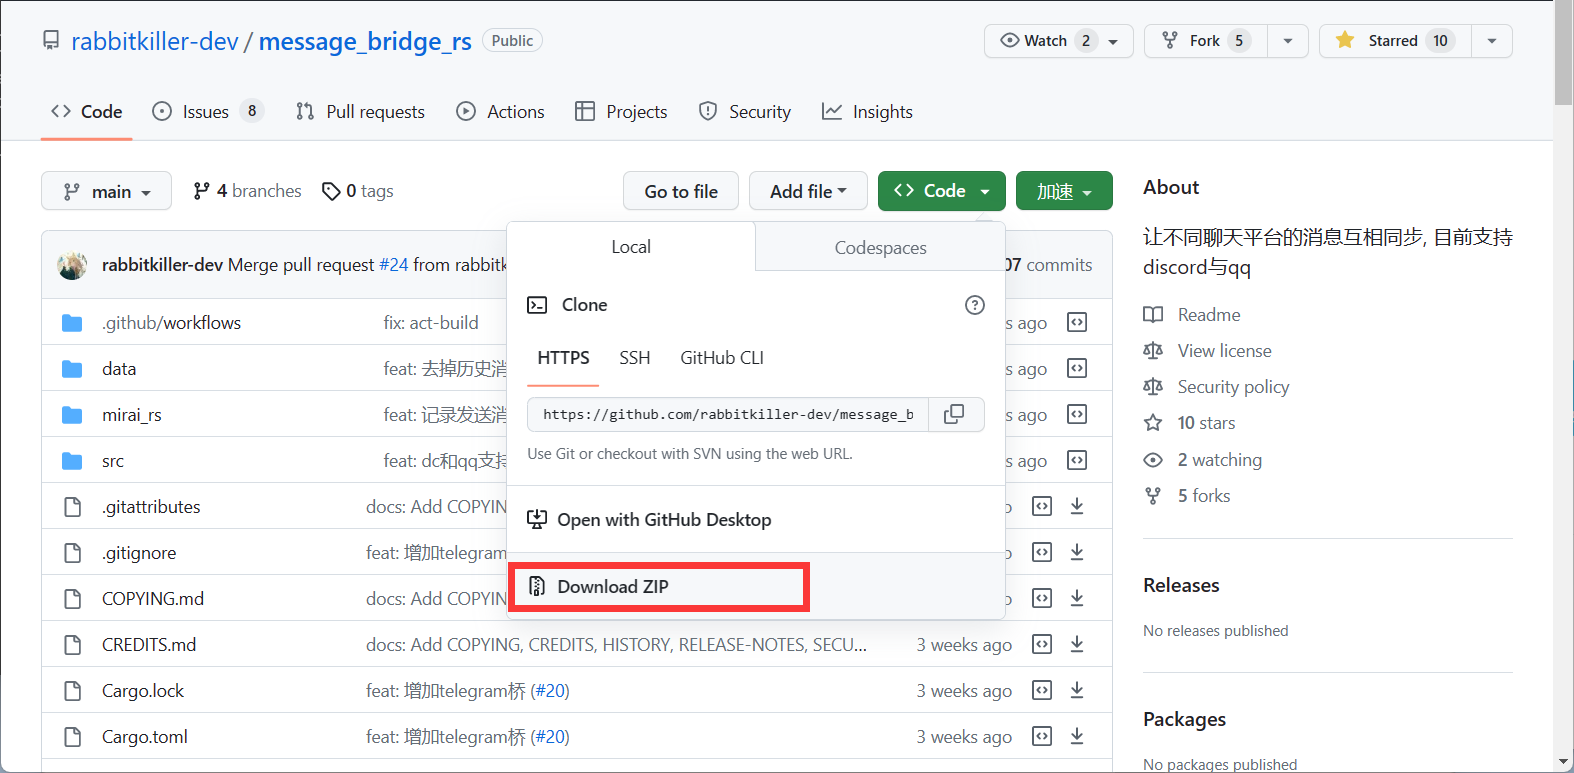 rabbitkiller-dev / message_bridge_rs Public
Watch 2
Fork 5
Starred 10
Code
Issues 8
Pull requests
Actions
Projects
Security
Insights
main
4 branches
0 tags
Go to file
Add file
Code
加速
rabbitkiller-dev Merge pull request #24 from rabbitk
07 commits
Local
Codespaces
Clone
HTTPS
SSH
GitHub CLI
https://github.com/rabbitkiller-dev/message_b
Use Git or checkout with SVN using the web URL.
Open with GitHub Desktop
Download ZIP
.github/workflows fix: act-build s ago
data feat: 去掉历史消 s ago
mirai_rs feat: 记录发送消 s ago
src feat: dc和qq支持 s ago
.gitattributes docs: Add COPYIN o
.gitignore feat: 增加telegram o
COPYING.md docs: Add COPYIN o
CREDITS.md docs: Add COPYING, CREDITS, HISTORY, RELEASE-NOTES, SECU... 3 weeks ago
Cargo.lock feat: 增加telegram桥 (#20) 3 weeks ago
Cargo.toml feat: 增加telegram桥 (#20) 3 weeks ago
About
让不同聊天平台的消息互相同步, 目前支持
discord与qq
Readme
View license
Security policy
10 stars
2 watching
5 forks
Releases
No releases published
Packages
No packages published